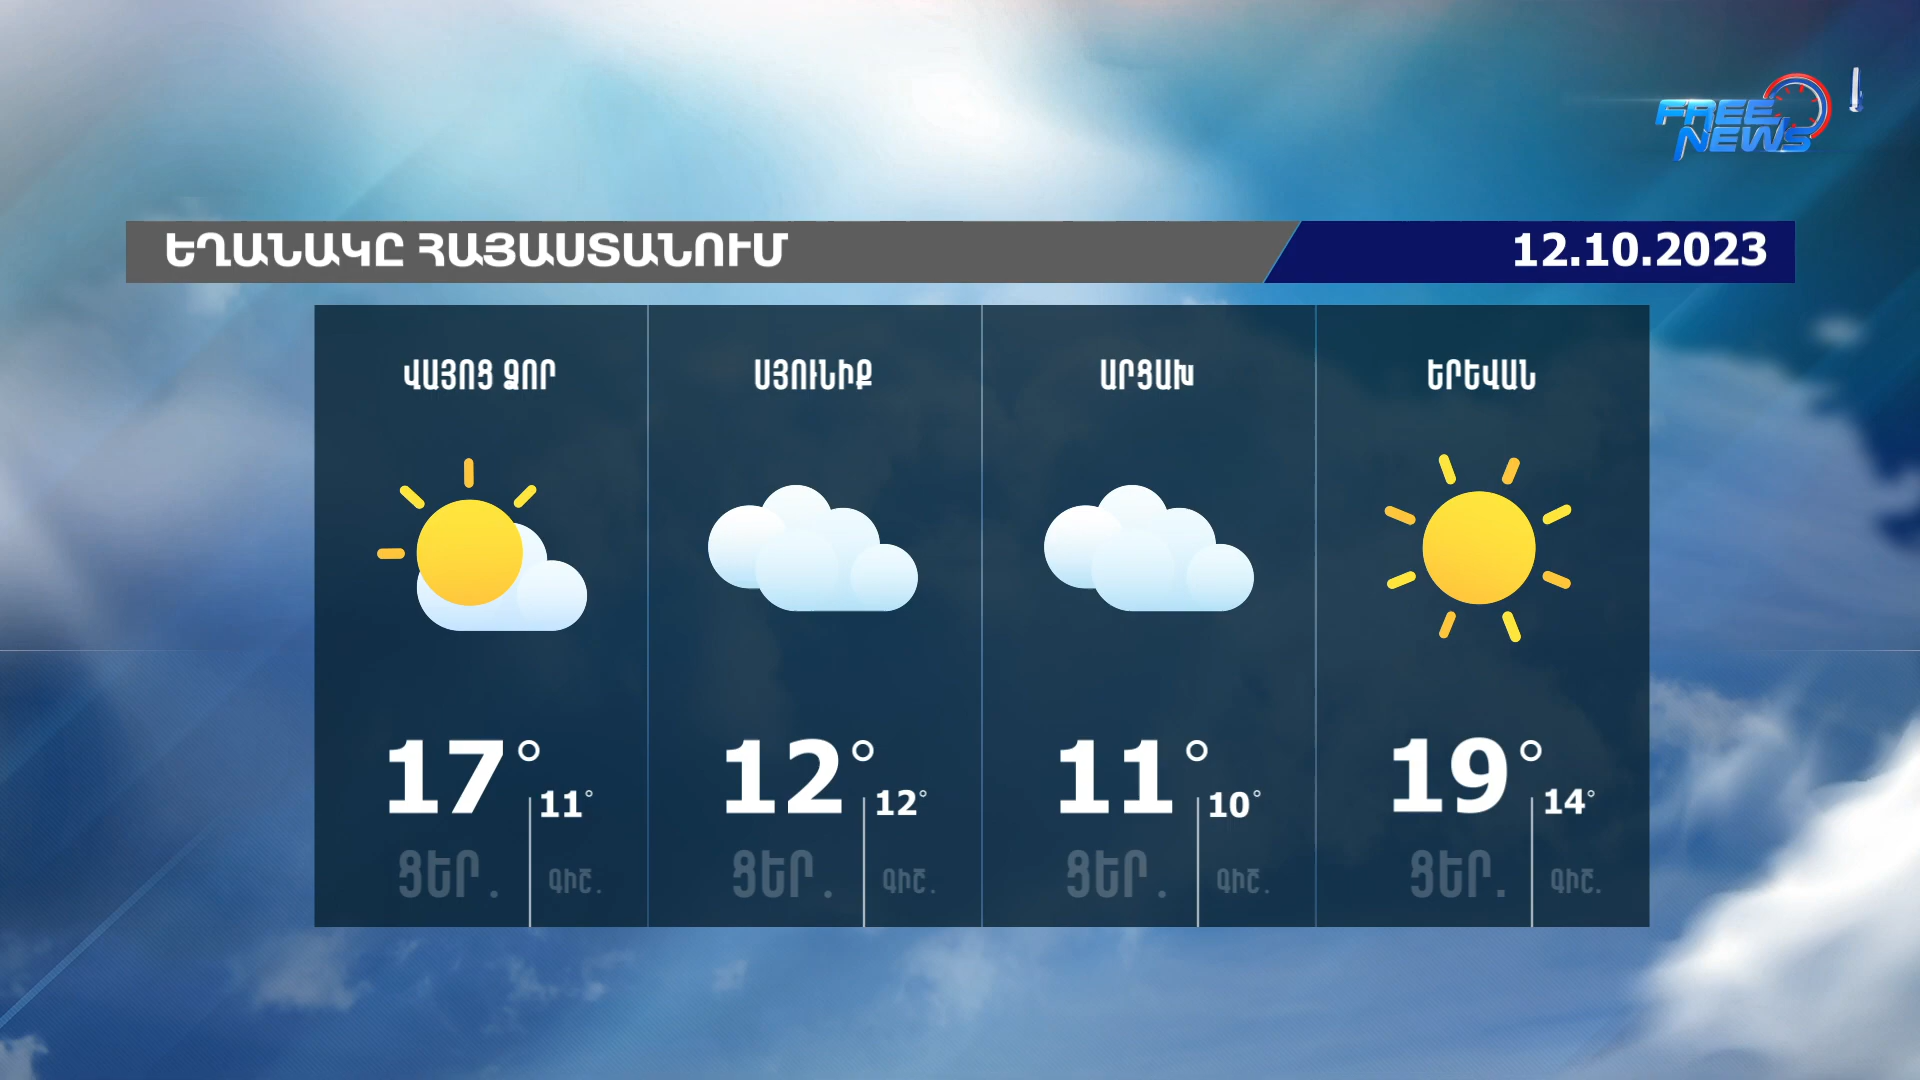 FREE
NEWS
ԵՂԱՆԱԿԸ ՀԱՅԱՍՏԱՆՈՒՄ
12.10.2023
ՎԱՅՈՑ ՁՈՐ
17°
11°
ՑԵՐ.
ԳԻՇ.
ՍՅՈՒՆԻՔ
12°
12°
ՑԵՐ.
ԳԻՇ.
ԱՐՑԱԽ
11°
10°
ՑԵՐ.
ԳԻՇ.
ԵՐԵՎԱՆ
19°
14°
ՑԵՐ.
ԳԻՇ.